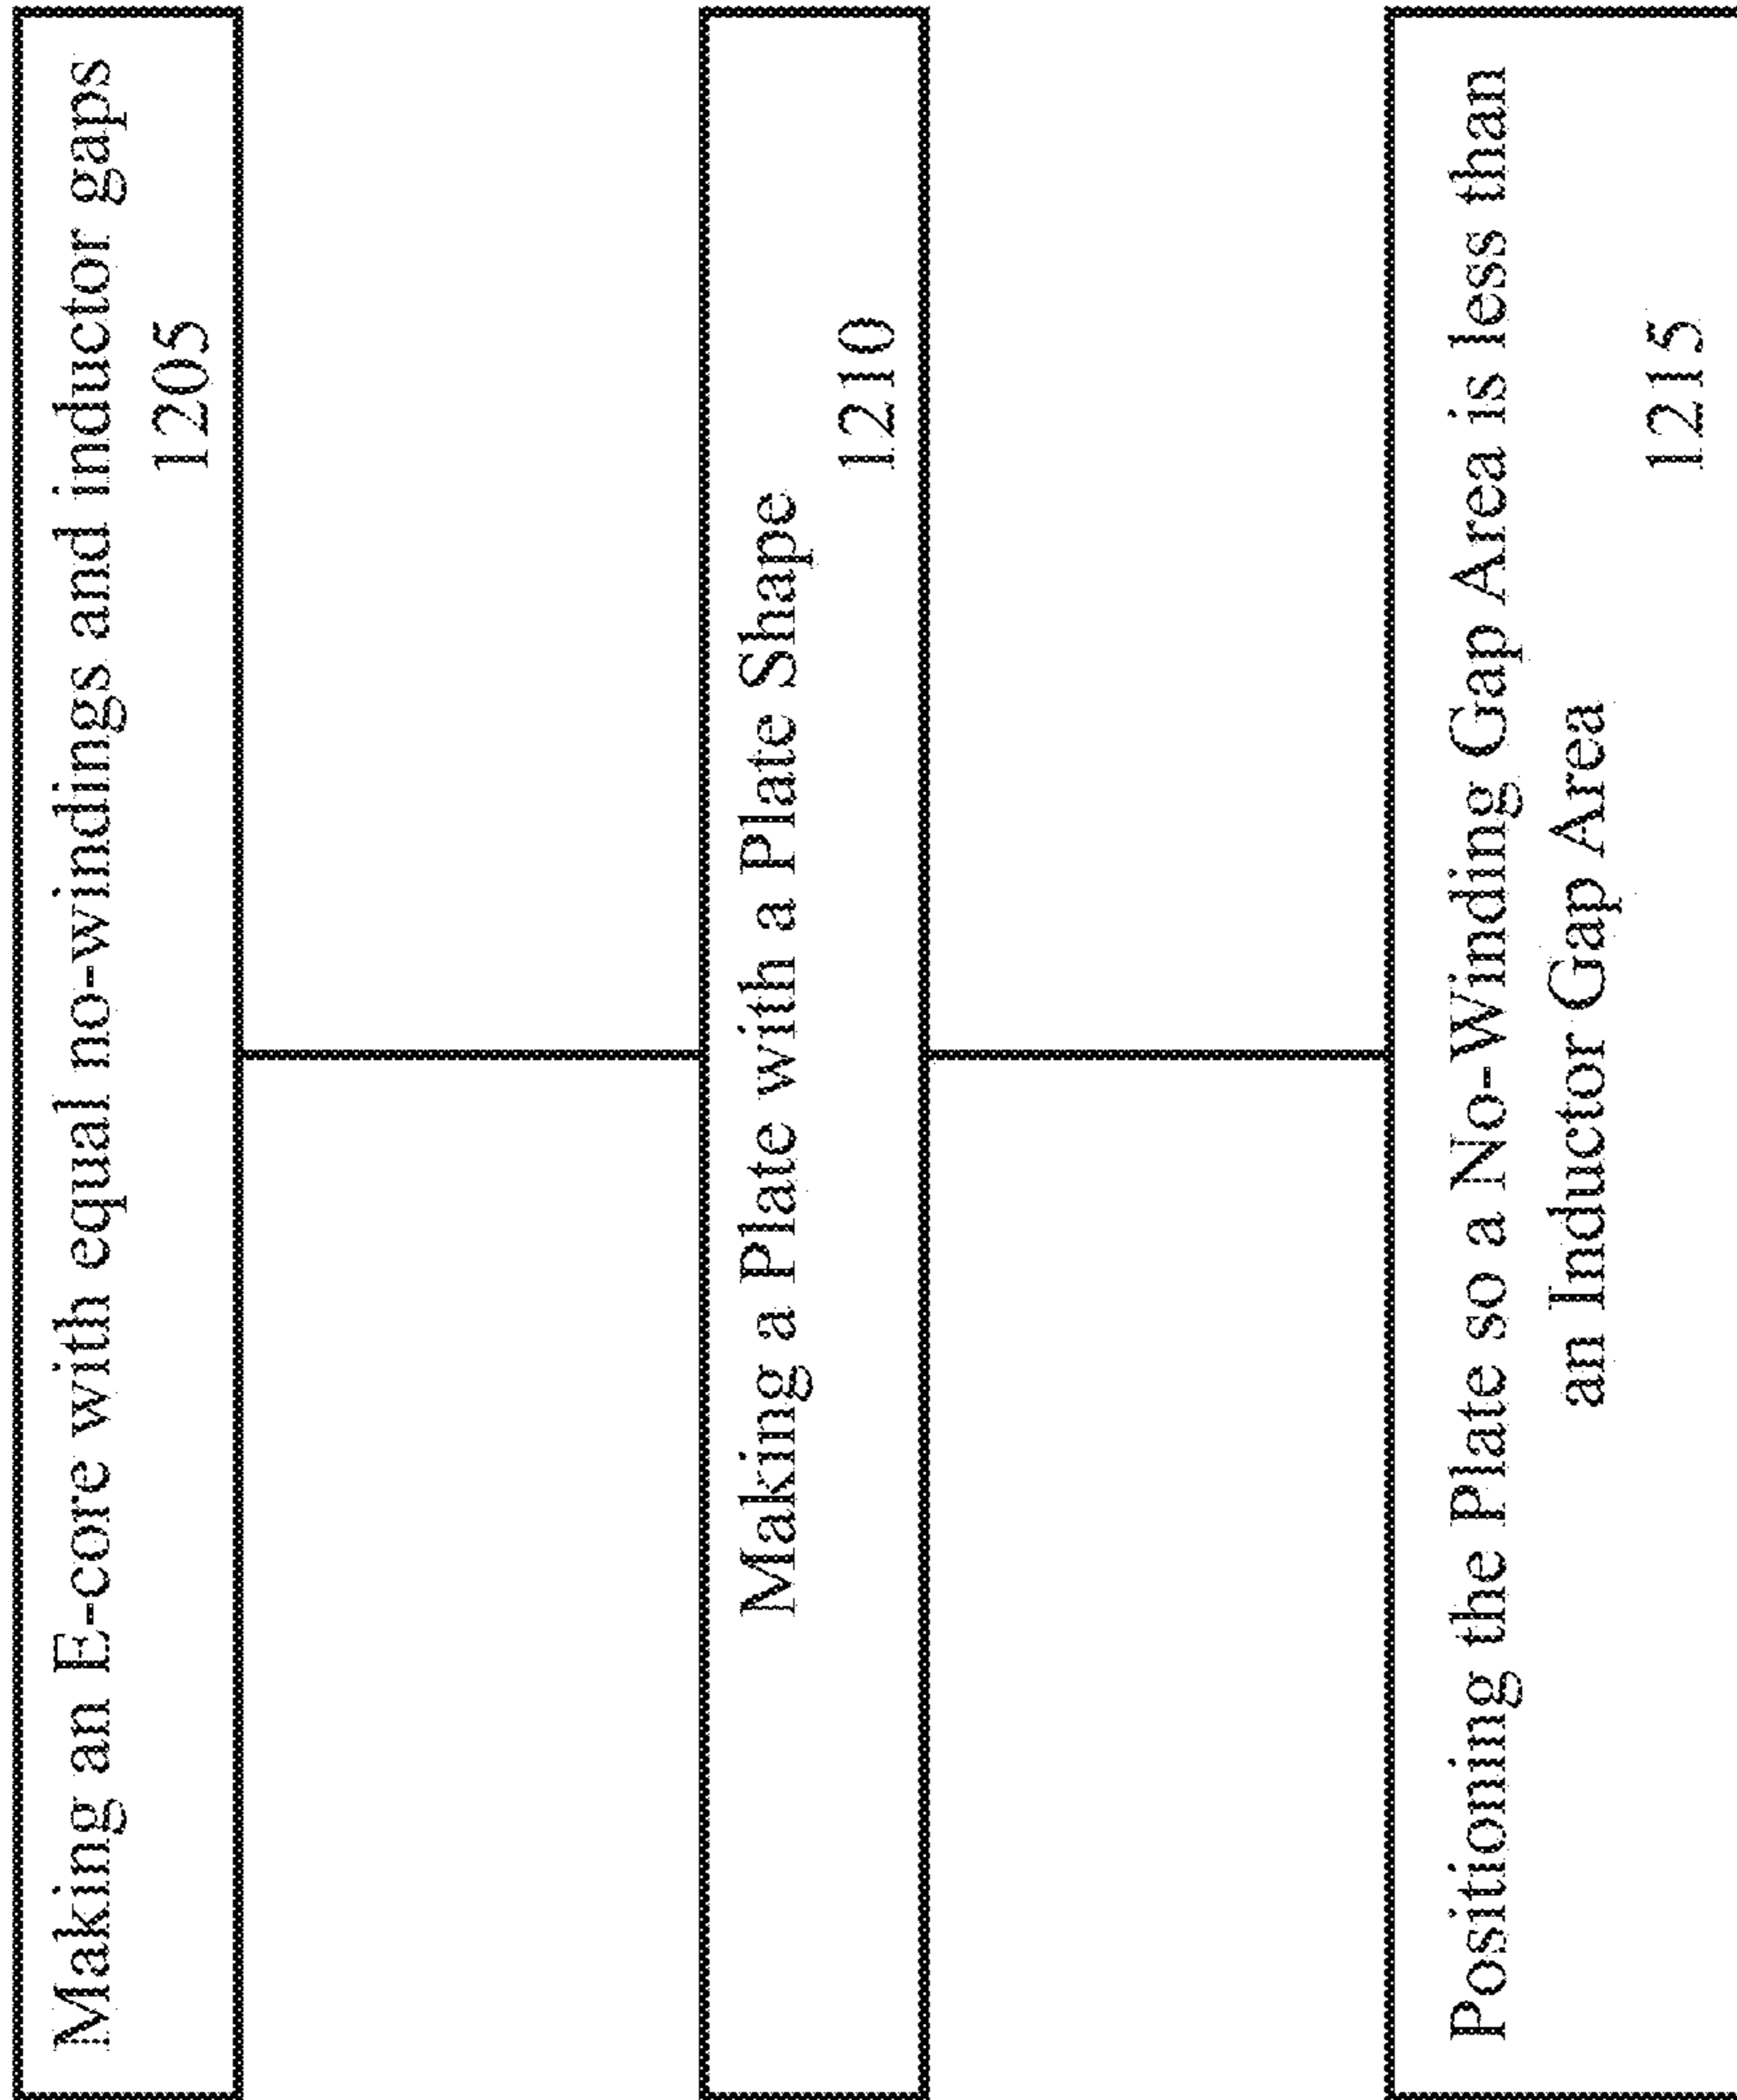 Making an E-core with equal no-windings and inductor gaps
1205
Making a Plate with a Plate Shape
1210
Positioning the Plate so a No-Winding Gap Area is less than
an Inductor Gap Area
1215